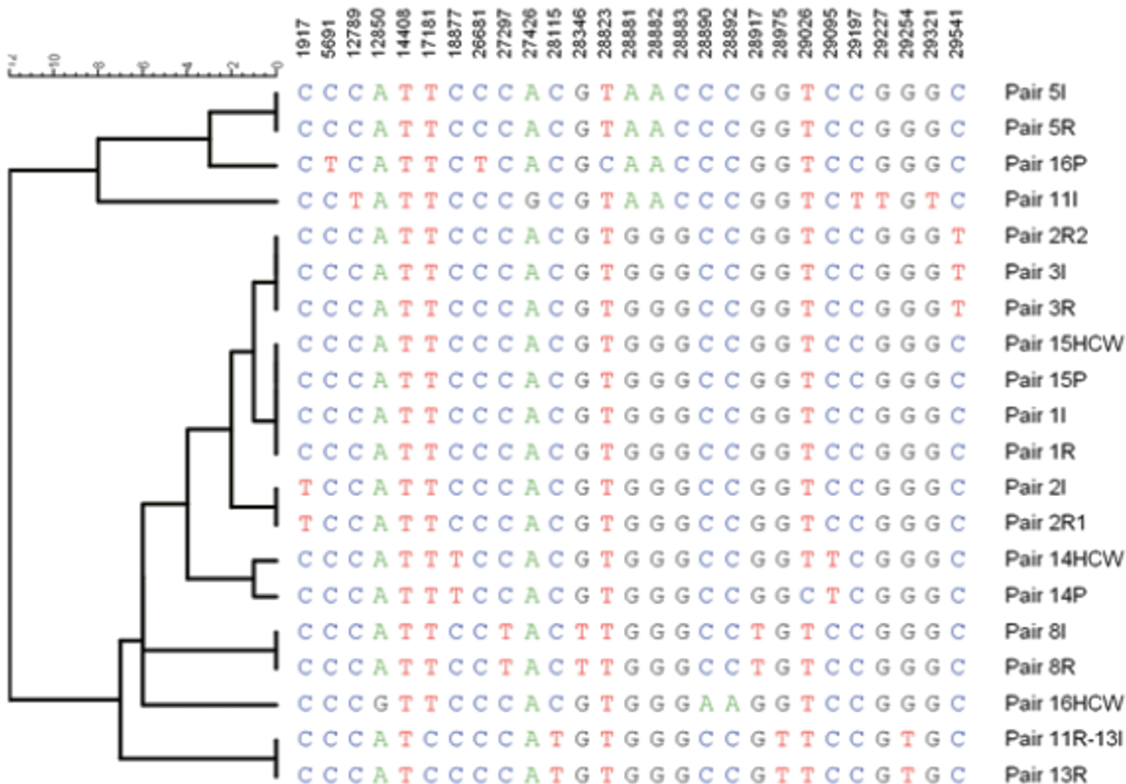 1917 5691 12789 12850 14408 17181 18877 26681 27297 27426 28115 28346 28823 28881 28882 28883 28890 28892 28917 28975 29026 29095 29197 29227 29254 29321 29541
12 10 8 6 4 2 0
C C C A T T C C C A C G T A A C C C G G T C C G G G C Pair 5I
C C C A T T C C C A C G T A A C C C G G T C C G G G C Pair 5R
C T C A T T C T C A C G C A A C C C G G T C C G G G C Pair 16P
C C T A T T C C C G C G T A A C C C G G T C T T G T C Pair 11I
C C C A T T C C C A C G T G G G C C G G T C C G G G T Pair 2R2
C C C A T T C C C A C G T G G G C C G G T C C G G G T Pair 3I
C C C A T T C C C A C G T G G G C C G G T C C G G G T Pair 3R
C C C A T T C C C A C G T G G G C C G G T C C G G G C Pair 15HCW
C C C A T T C C C A C G T G G G C C G G T C C G G G C Pair 15P
C C C A T T C C C A C G T G G G C C G G T C C G G G C Pair 1I
C C C A T T C C C A C G T G G G C C G G T C C G G G C Pair 1R
T C C A T T C C C A C G T G G G C C G G T C C G G G C Pair 2I
T C C A T T C C C A C G T G G G C C G G T C C G G G C Pair 2R1
C C C A T T T C C A C G T G G G C C G G T T C G G G C Pair 14HCW
C C C A T T T C C A C G T G G G C C G G C T C G G G C Pair 14P
C C C A T T C C T A C T T G G G C C T G T C C G G G C Pair 8I
C C C A T T C C T A C T T G G G C C T G T C C G G G C Pair 8R
C C C G T T C C C A C G T G G G A A G G T C C G G G C Pair 16HCW
C C C A T C C C C A T G T G G G C C G T T C C G T G C Pair 11R-13I
C C C A T C C C C A T G T G G G C C G T T C C G T G C Pair 13R